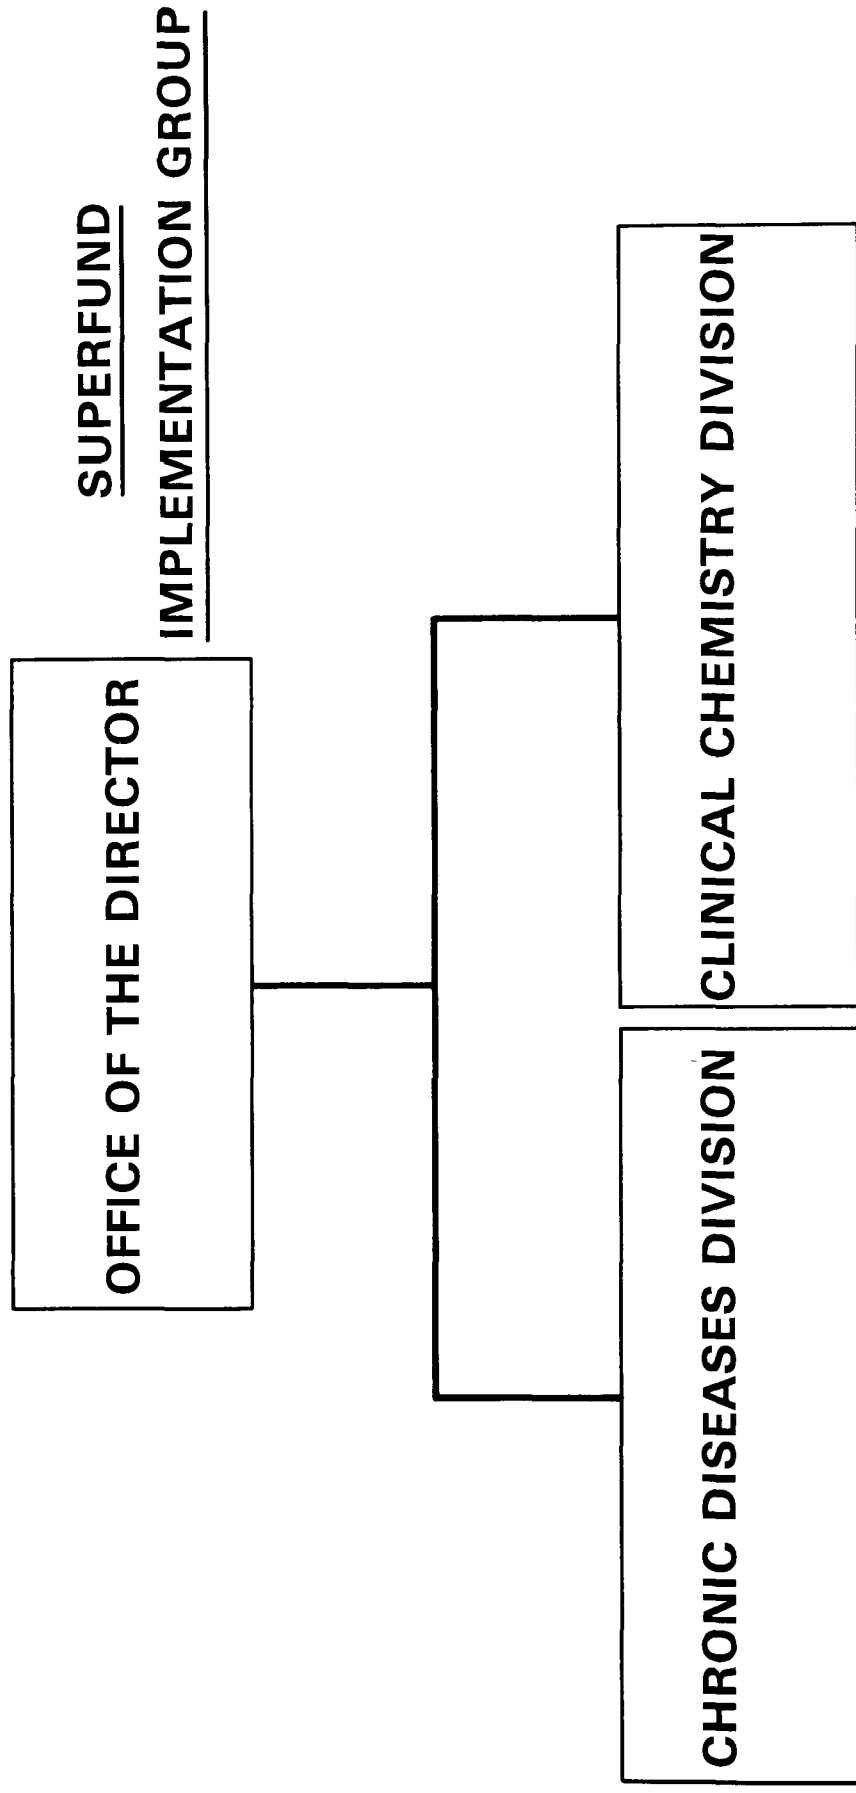 SUPERFUND
IMPLEMENTATION GROUP
OFFICE OF THE DIRECTOR
CHRONIC DISEASES DIVISION
CLINICAL CHEMISTRY DIVISION